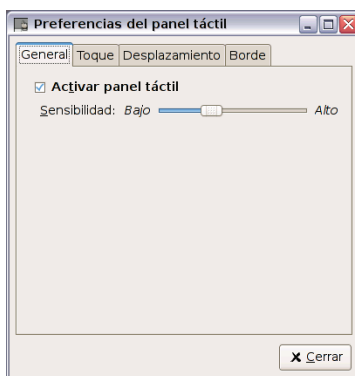 Preferencias del panel táctil
General Toque Desplazamiento Borde
Activar panel táctil
Sensibilidad: Bajo Alto
Cerrar